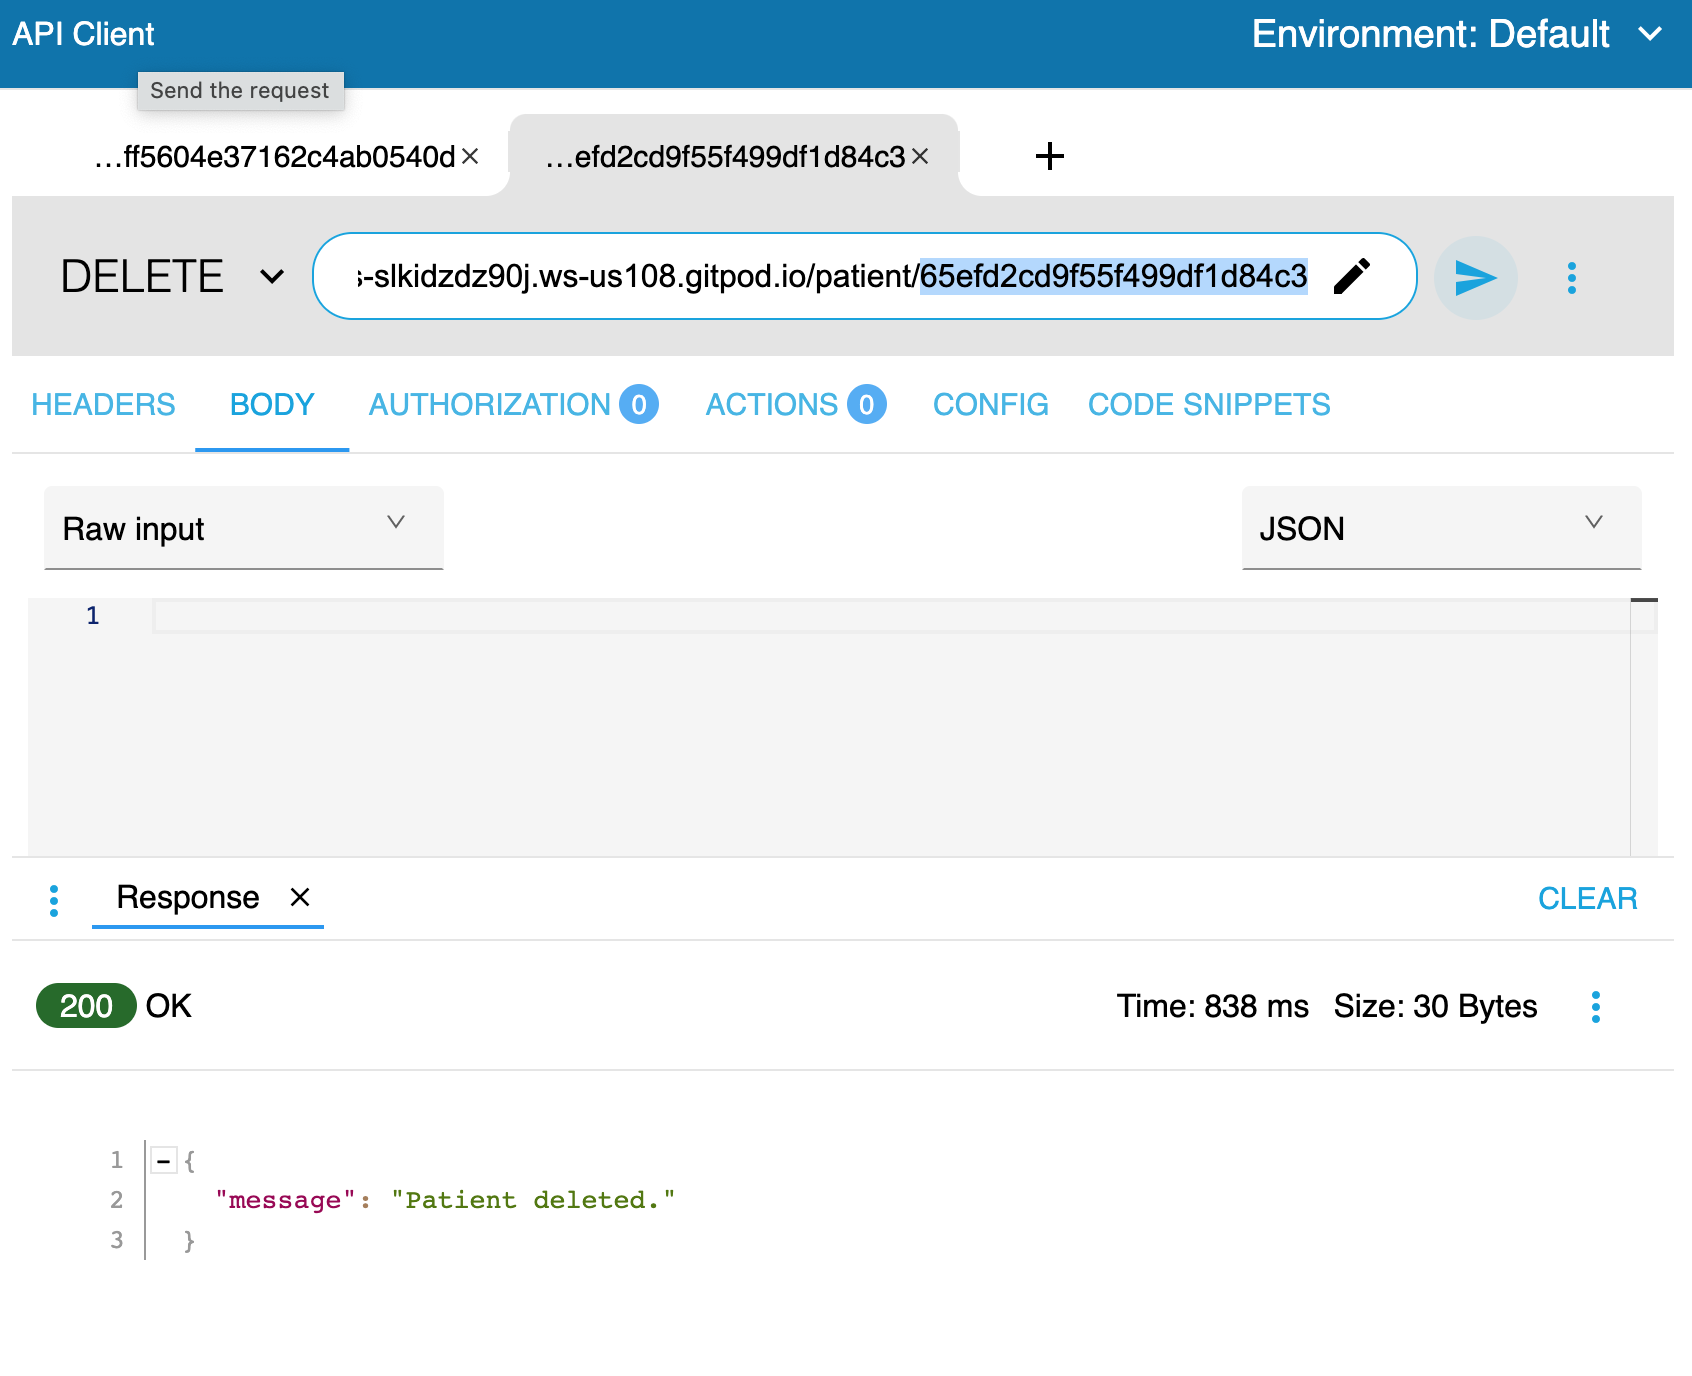 API Client
Environment: Default
Send the request
...ff5604e37162c4ab0540d
...efd2cd9f55f499df1d84c3
DELETE
s-slkidzdz90j.ws-us108.gitpod.io/patient/65efd2cd9f55f499df1d84c3
HEADERS BODY AUTHORIZATION 0 ACTIONS 0 CONFIG CODE SNIPPETS
Raw input
JSON
1
Response
CLEAR
200 OK
Time: 838 ms Size: 30 Bytes
1 {
2 "message": "Patient deleted."
3 }